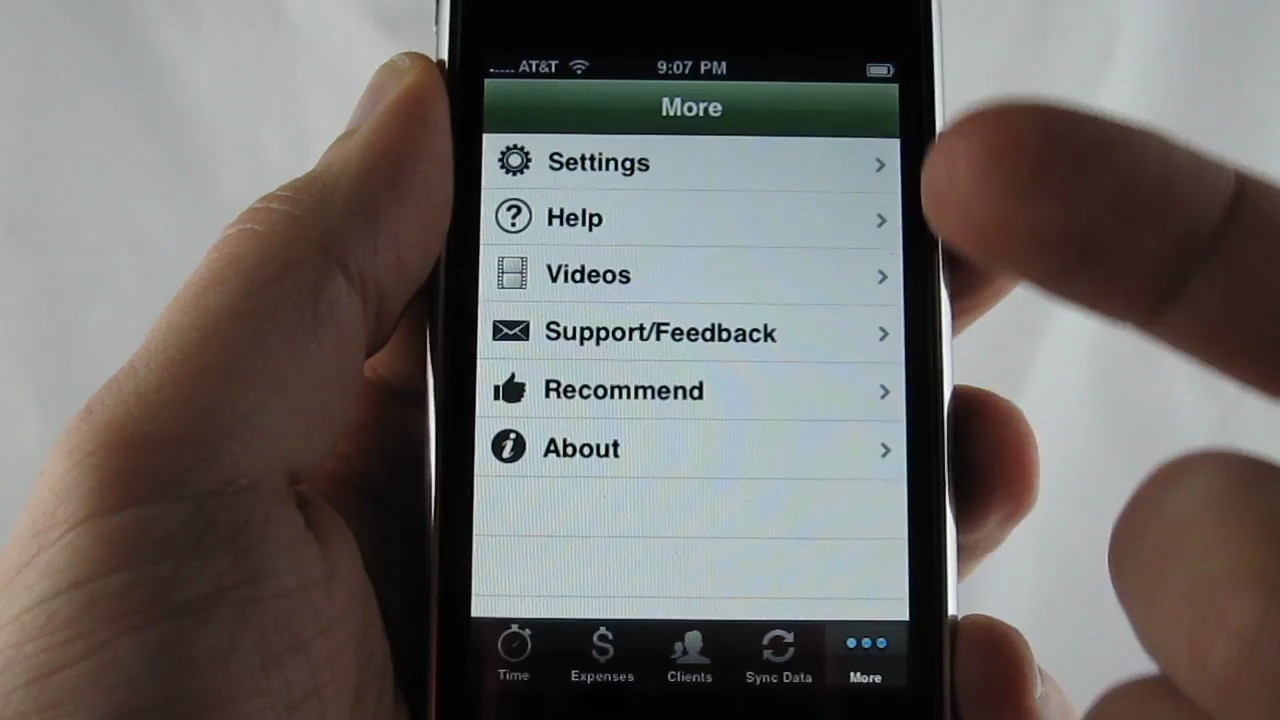 AT&T 9:07 PM
More
Settings
Help
Videos
Support/Feedback
Recommend
About
Time Expenses Clients Sync Data More